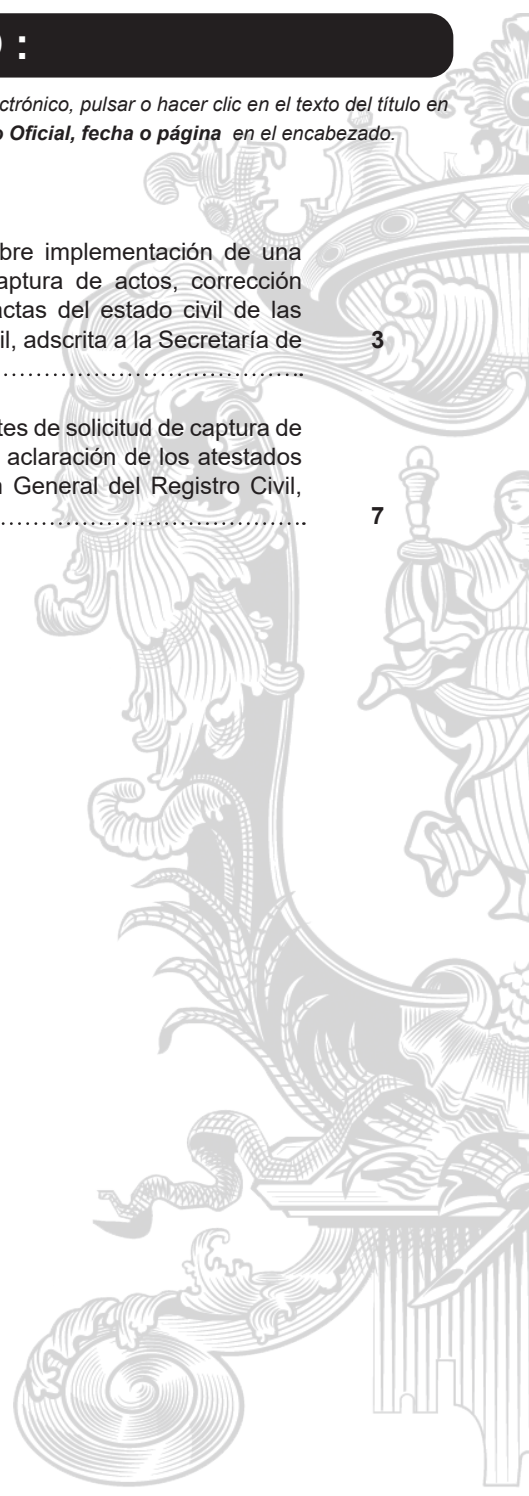 :
ctrónico, pulsar o hacer clic en el texto del título en
o Oficial, fecha o página en el encabezado.
bre implementación de una
aptura de actos, corrección
actas del estado civil de las
il, adscrita a la Secretaría de
…………………………………….. 3
tes de solicitud de captura de
aclaración de los atestados
n General del Registro Civil,
……………………………………. 7